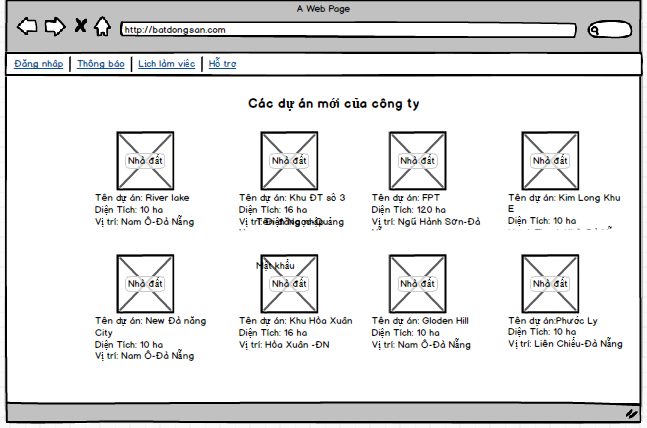 A Web Page
http://batdongsan.com
Đăng nhập Thông báo Lịch làm việc Hỗ trợ
Các dự án mới của công ty
Nhà đất Nhà đất Nhà đất Nhà đất
Tên dự án: River lake Tên dự án: Khu ĐT số 3 Tên dự án: FPT Tên dự án: Kim Long Khu
E
Diện Tích: 10 ha Diện Tích: 16 ha Diện Tích: 120 ha Diện Tích: 10 ha
Vị trí: Nam Ô-Đà Nẵng Vị trí: Quảng Vị trí: Ngũ Hành Sơn-Đà
Mật khẩu
Nhà đất Nhà đất Nhà đất Nhà đất
Tên dự án: New Đà năng Tên dự án: Khu Hòa Xuân Tên dự án: Gloden Hill Tên dự án:Phước Ly
City Diện Tích: 16 ha Diện Tích: 10 ha Diện Tích: 10 ha
Diện Tích: 10 ha Vị trí: Hòa Xuân -ĐN Vị trí: Nam Ô-Đà Nẵng Vị trí: Liên Chiểu-Đà Nẵng
Vị trí: Nam Ô-Đà Nẵng